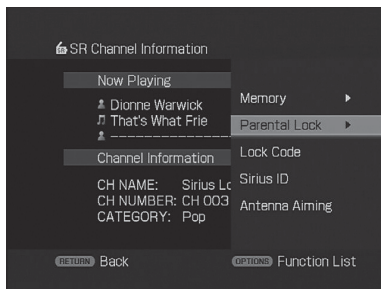 SR Channel Information
Now Playing
Dionne Warwick
That's What Frie
Channel Information
CH NAME: Sirius Lo
CH NUMBER: CH 003
CATEGORY: Pop
Memory
Parental Lock
Lock Code
Sirius ID
Antenna Aiming
RETURN Back
OPTIONS Function List